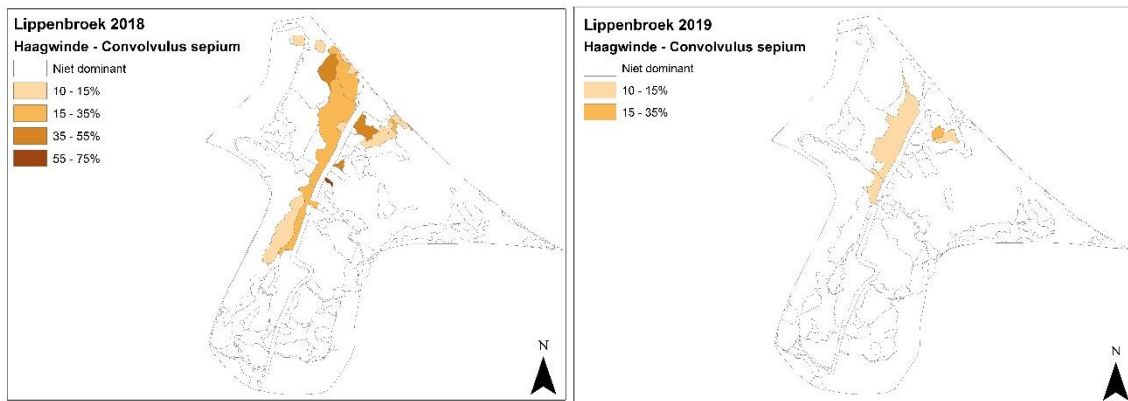 Lippenbroek 2018
Haagwinde - Convolvulus sepium
Niet dominant
10 - 15%
15 - 35%
35 - 55%
55 - 75%
N
Lippenbroek 2019
Haagwinde - Convolvulus sepium
Niet dominant
10 - 15%
15 - 35%
N